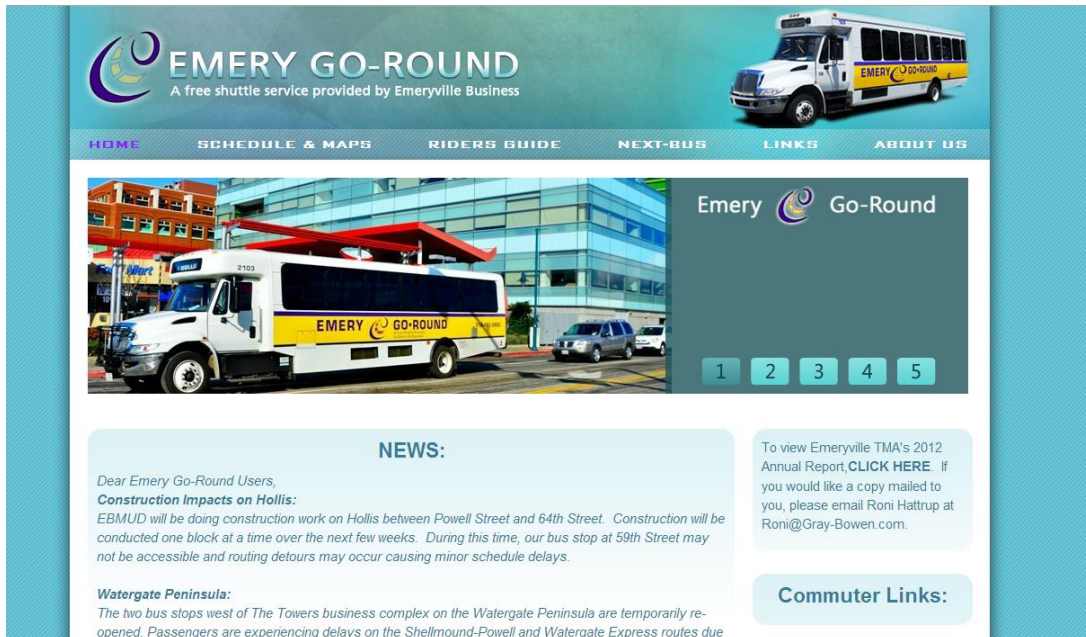 EMERY GO-ROUND
A free shuttle service provided by Emeryville Business
EMERY GO-ROUND
HOME SCHEDULE & MAPS RIDERS GUIDE NEXT-BUS LINKS ABOUT US
Emery Go-Round
2103
EMERY GO-ROUND
1 2 3 4 5
NEWS:
Dear Emery Go-Round Users,
Construction Impacts on Hollis:
EBMUD will be doing construction work on Hollis between Powell Street and 64th Street. Construction will be
conducted one block at a time over the next few weeks. During this time, our bus stop at 59th Street may
not be accessible and routing detours may occur causing minor schedule delays.
Watergate Peninsula:
The two bus stops west of The Towers business complex on the Watergate Peninsula are temporarily re-
opened. Passengers are experiencing delays on the Shellmound-Powell and Watergate Express routes due
To view Emeryville TMA's 2012
Annual Report,CLICK HERE. If
you would like a copy mailed to
you, please email Roni Hattrup at
Roni@Gray-Bowen.com.
Commuter Links: